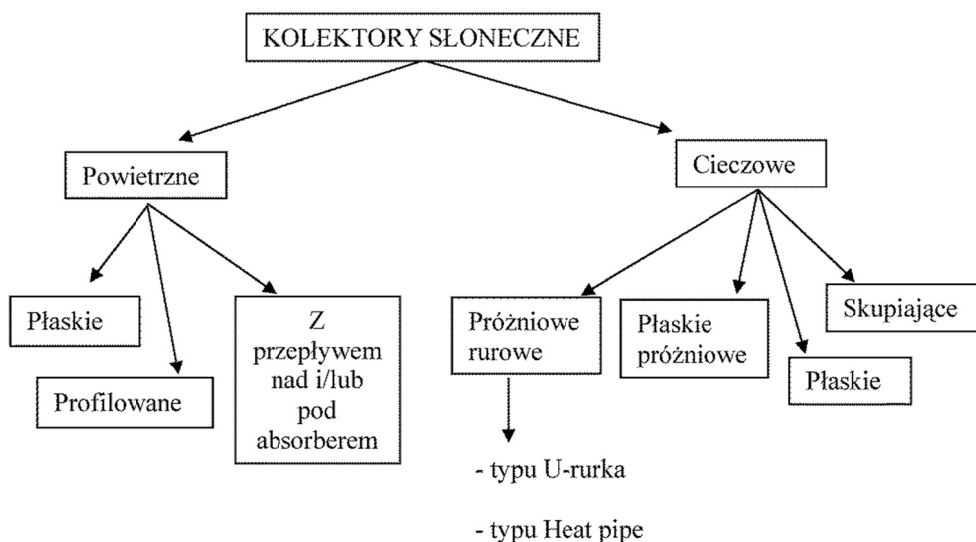 KOLEKTORY SŁONECZNE
Powietrzne
Cieczowe
Płaskie
Profilowane
Z
przepływem
nad i/lub
pod
absorberem
Próżniowe
rurowe
Płaskie
próżniowe
Płaskie
Skupiające
- typu U-rurka
- typu Heat pipe